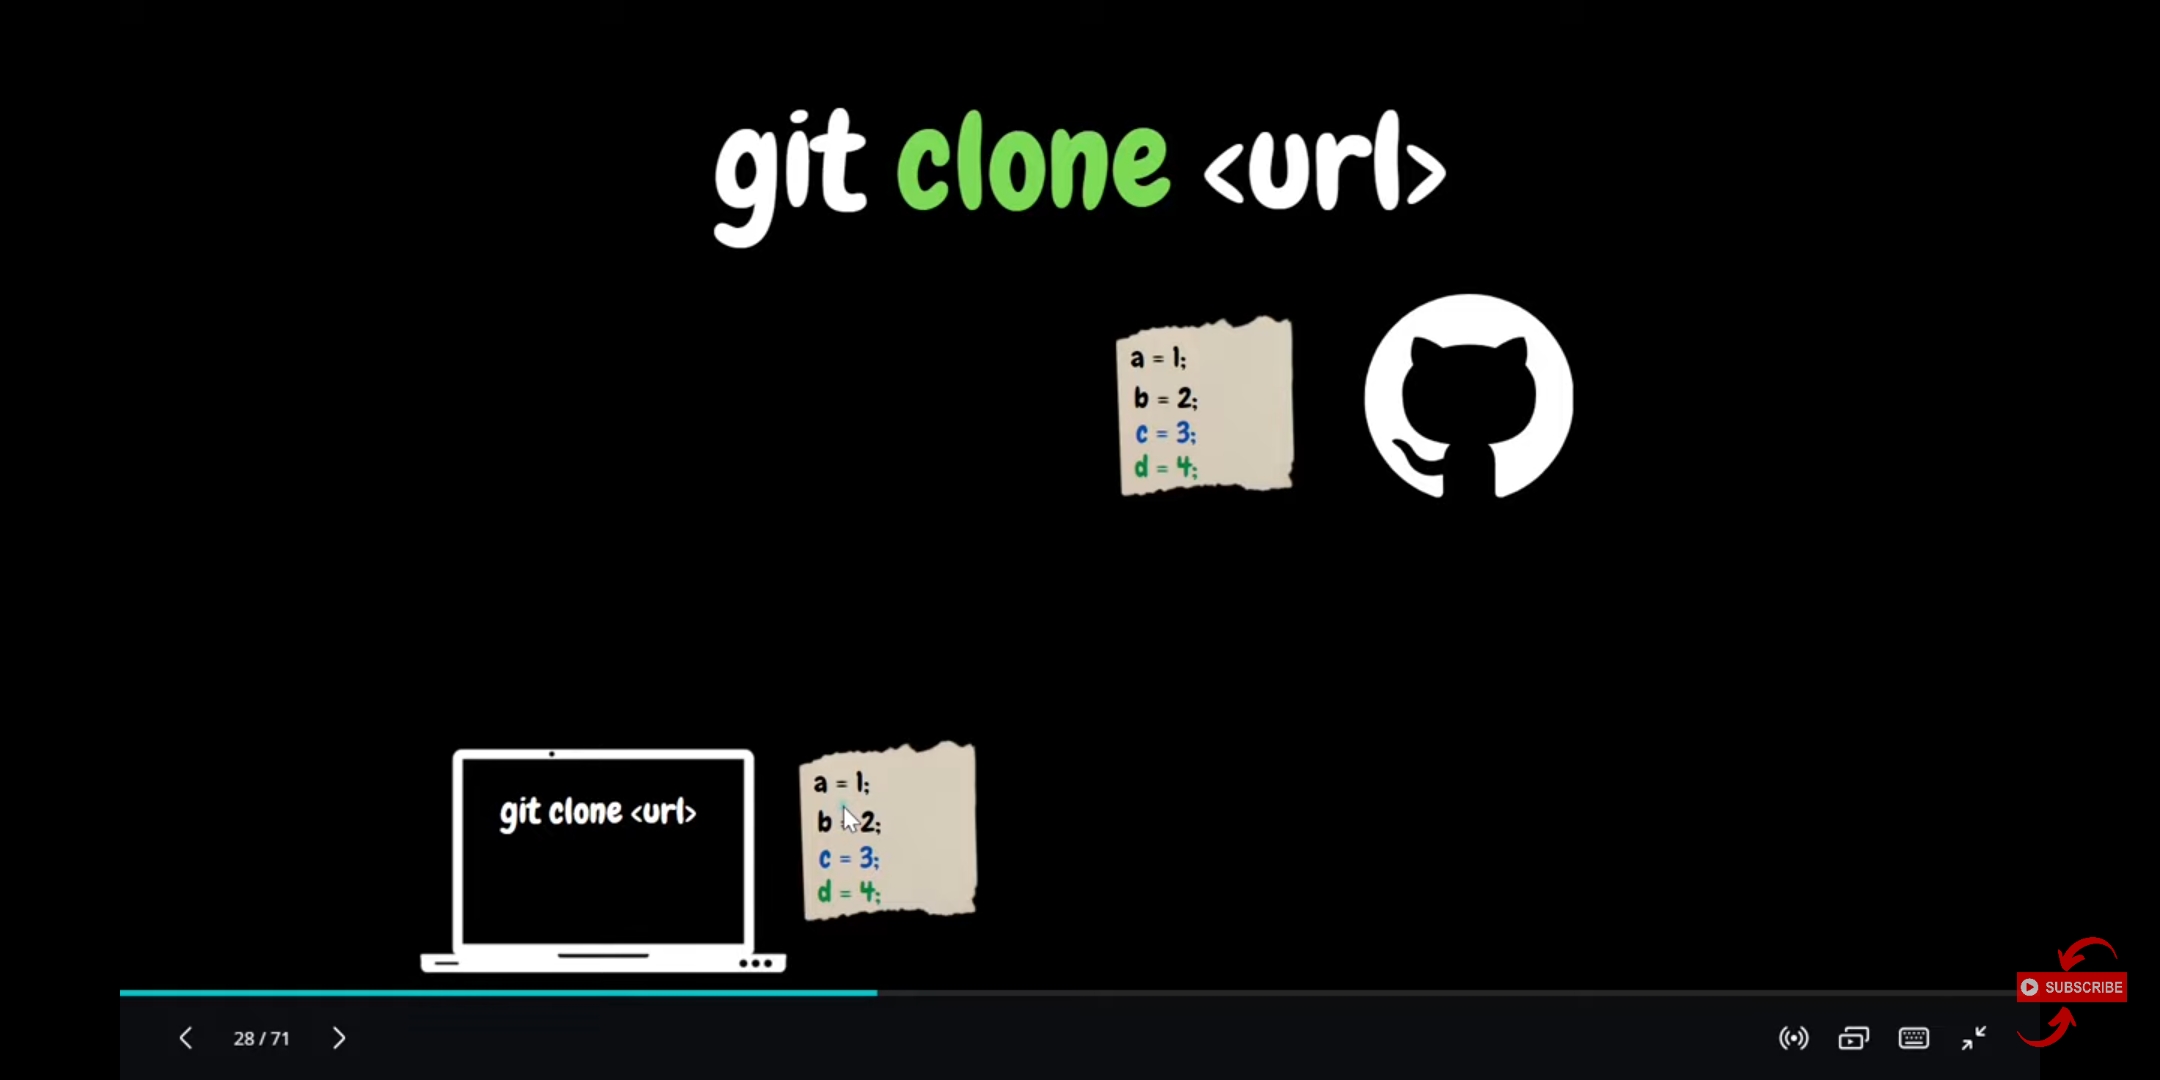 git clone <url>
a = 1;
b = 2;
c = 3;
d = 4;
git clone <url>
a = 1;
b = 2;
c = 3;
d = 4;
SUBSCRIBE
28 / 71